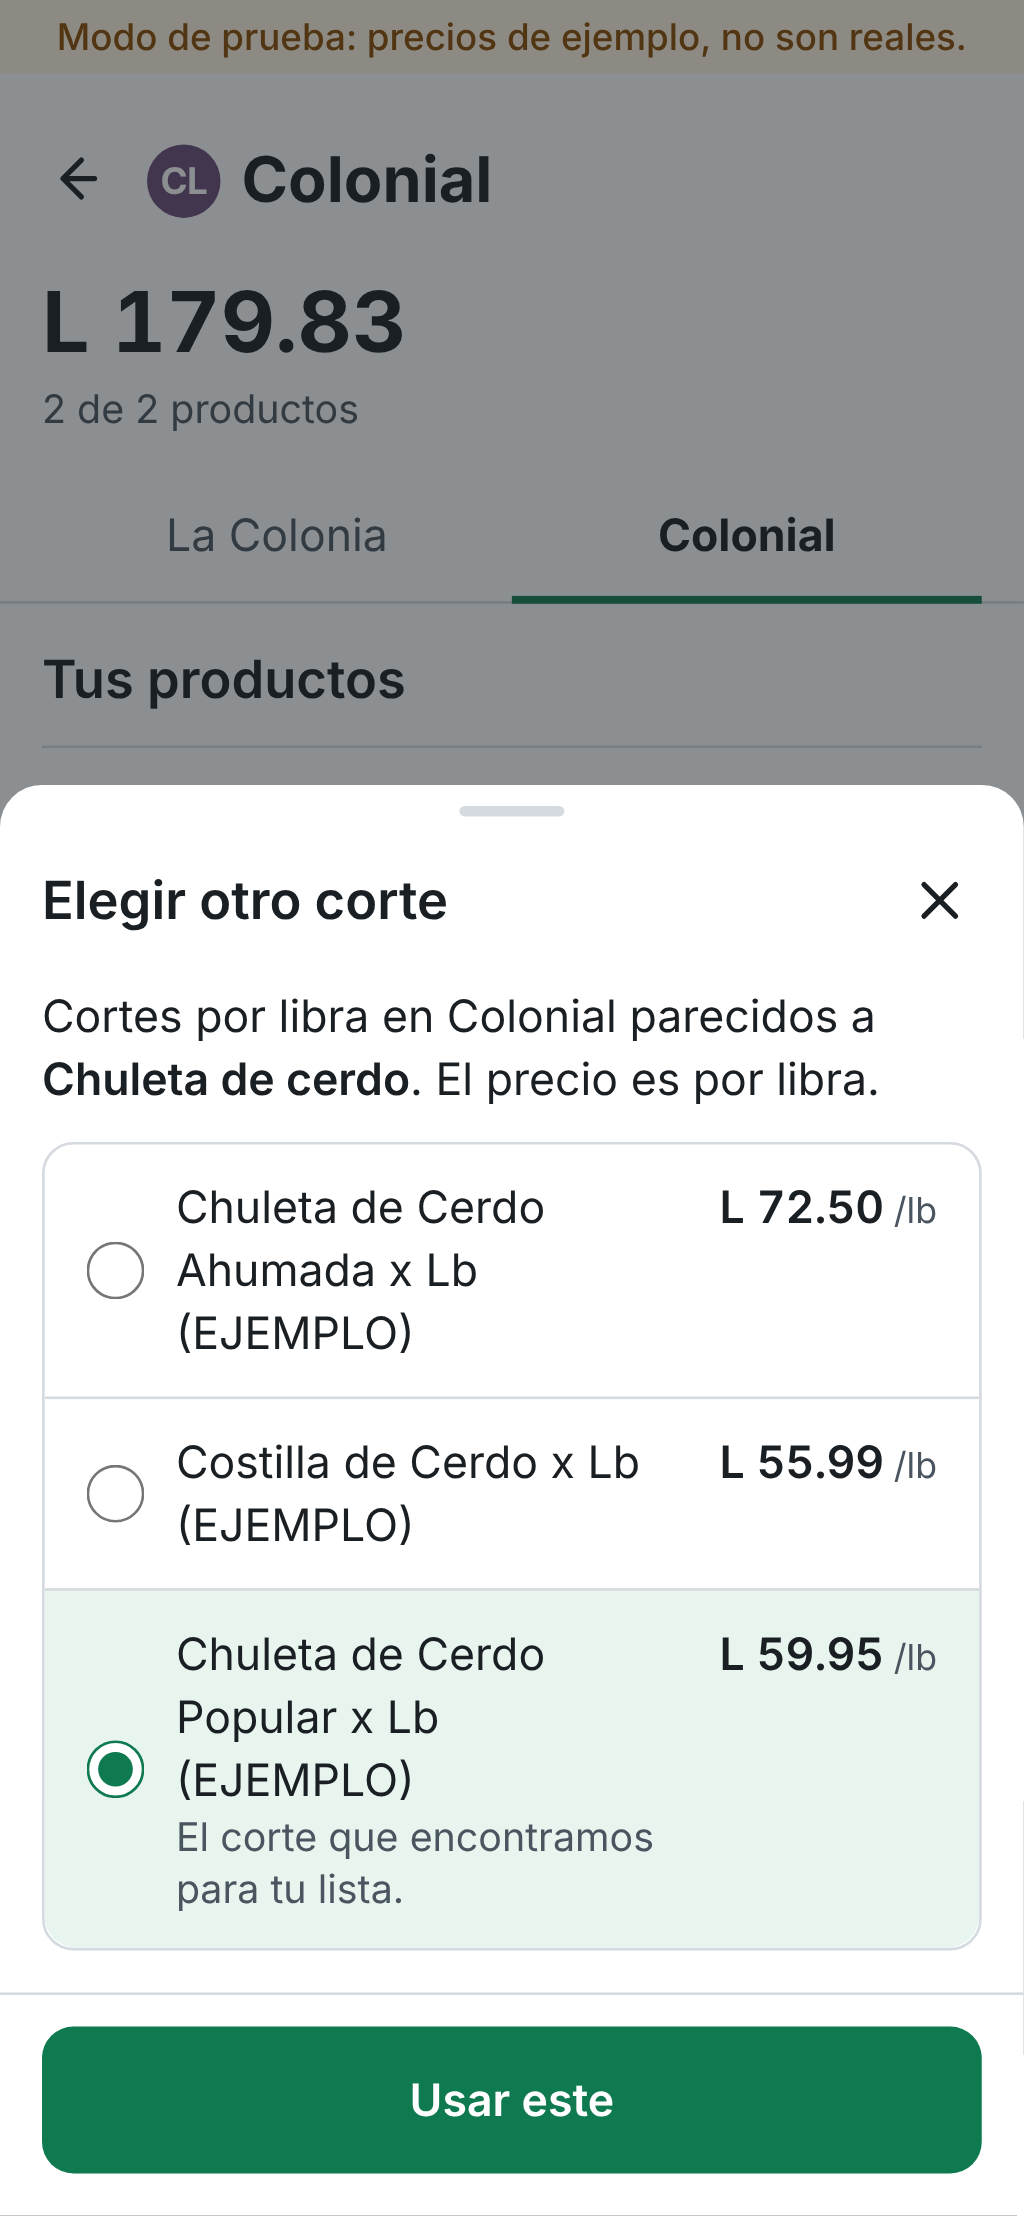 Modo de prueba: precios de ejemplo, no son reales.
CL Colonial
L 179.83
2 de 2 productos
La Colonia Colonial
Tus productos
Elegir otro corte
Cortes por libra en Colonial parecidos a
Chuleta de cerdo. El precio es por libra.
Chuleta de Cerdo L 72.50 /lb
Ahumada x Lb
(EJEMPLO)
Costilla de Cerdo x Lb L 55.99 /lb
(EJEMPLO)
Chuleta de Cerdo L 59.95 /lb
Popular x Lb
(EJEMPLO)
El corte que encontramos
para tu lista.
Usar este